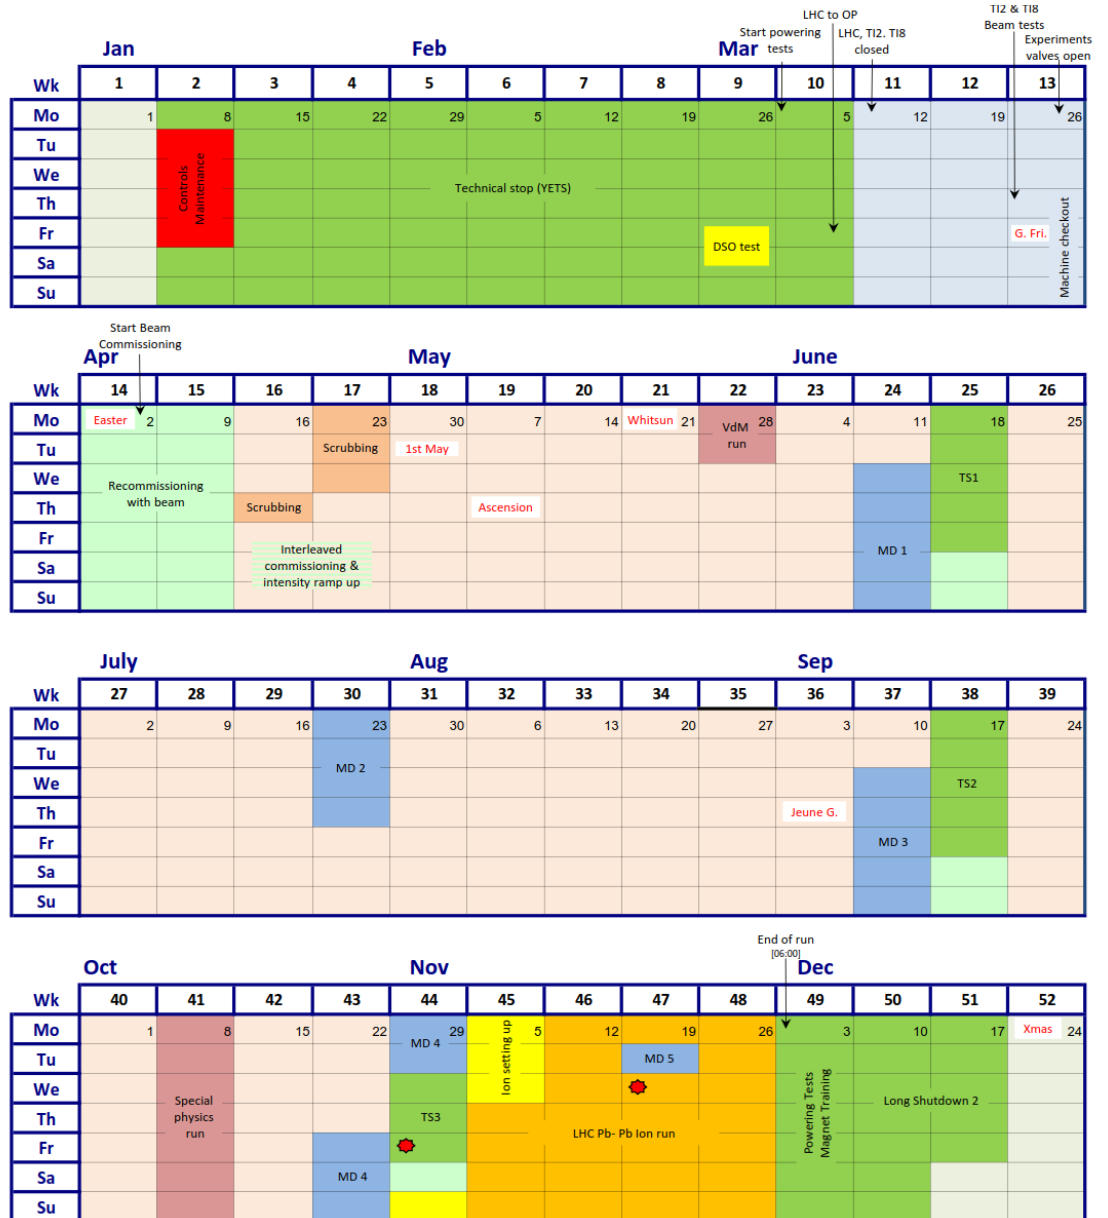 LHC to OP
TI2 & TI8
Beam tests
Start powering
tests
LHC, TI2. TI8
closed
Experiments
valves open
Jan Feb Mar
Wk 1 2 3 4 5 6 7 8 9 10 11 12 13
Mo 1 8 15 22 29 5 12 19 26 5 12 19 26
Tu
We
Th
Fr
Sa
Su
Controls
Maintenance
Technical stop (YETS)
DSO test
G. Fri.
Machine checkout
Start Beam
Commissioning
Apr May June
Wk 14 15 16 17 18 19 20 21 22 23 24 25 26
Mo Easter 2 9 16 23 30 7 14 Whitsun 21 28 4 11 18 25
Tu
We
Th
Fr
Sa
Su
Recommissioning
with beam
Scrubbing
Scrubbing
Interleaved
commissioning &
intensity ramp up
1st May
Ascension
VdM
run
MD 1
TS1
July Aug Sep
Wk 27 28 29 30 31 32 33 34 35 36 37 38 39
Mo 2 9 16 23 30 6 13 20 27 3 10 17 24
Tu
We
Th
Fr
Sa
Su
MD 2
Jeune G.
MD 3
TS2
End of run
[06:00]
Oct Nov Dec
Wk 40 41 42 43 44 45 46 47 48 49 50 51 52
Mo 1 8 15 22 29 5 12 19 26 3 10 17 Xmas 24
Tu
We
Th
Fr
Sa
Su
Special
physics
run
MD 4
MD 4
TS3
Ion setting up
MD 5
LHC Pb- Pb Ion run
Powering Tests
Magnet Training
Long Shutdown 2